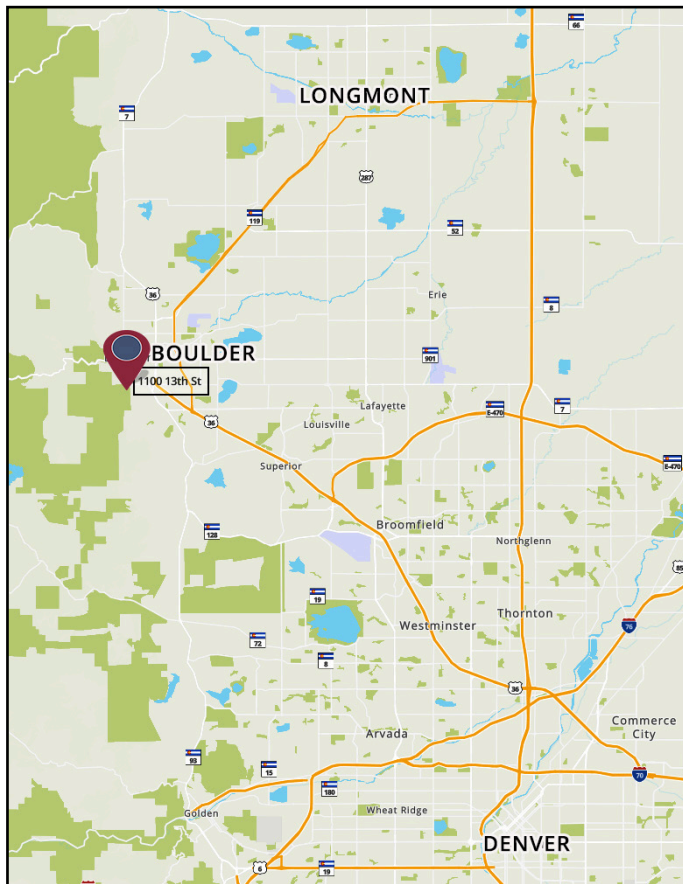 66
LONGMONT
7
287
119
52
36
Erie
8
BOULDER
901
1100 13th St
Lafayette
E-470
7
36
Louisville
Superior
E-470
Broomfield
128
Northglenn
85
19
Thornton
Westminster
76
72
8
36
Commerce
City
Arvada
93
15
70
180
Golden
Wheat Ridge
DENVER
6
19